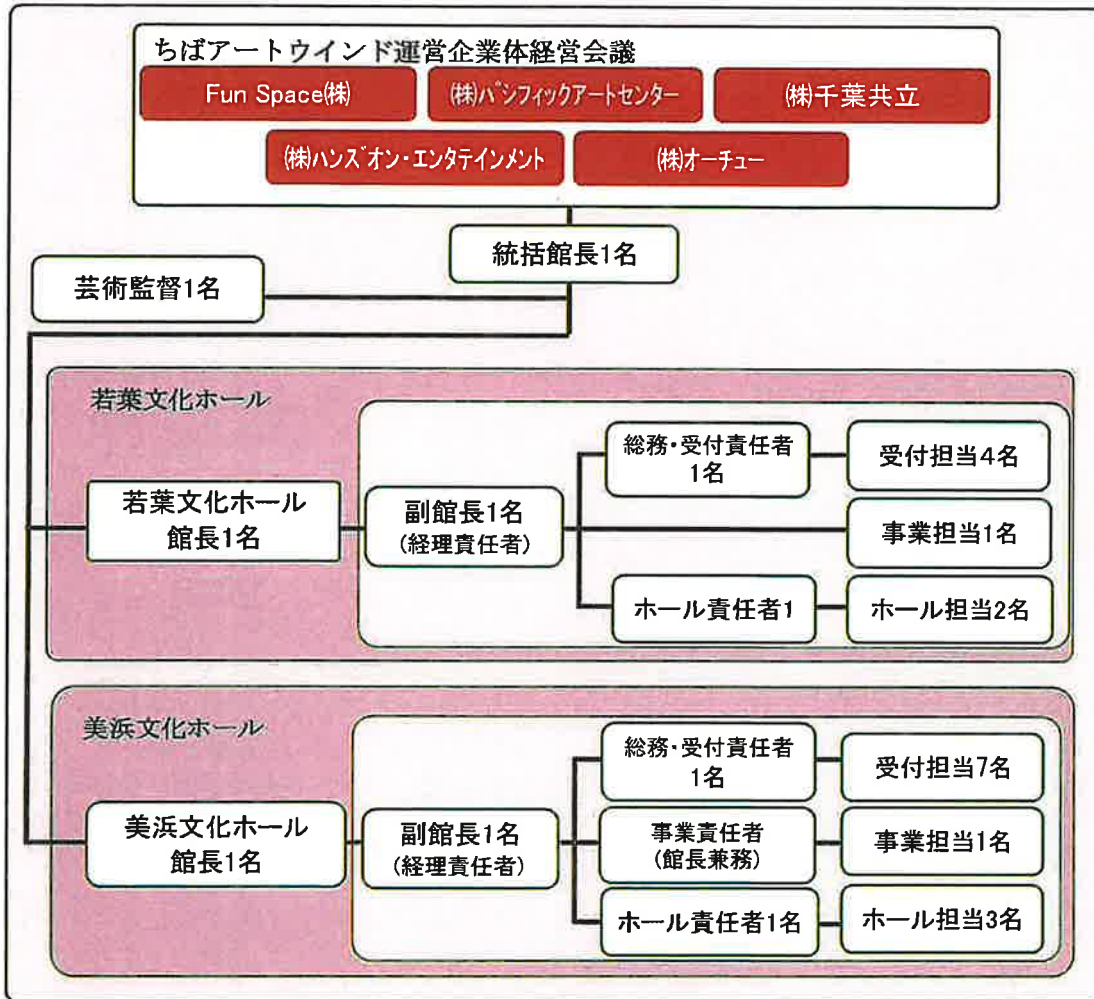 ちばアートウインド運営企業体経営会議
Fun Space㈱
㈱パシフィックアートセンター
㈱千葉共立
㈱ハンズオン・エンタテインメント
㈱オーチュー
統括館長1名
芸術監督1名
若葉文化ホール
若葉文化ホール
館長1名
副館長1名
(経理責任者)
総務・受付責任者
1名
受付担当4名
事業担当1名
ホール責任者1
ホール担当2名
美浜文化ホール
美浜文化ホール
館長1名
副館長1名
(経理責任者)
総務・受付責任者
1名
受付担当7名
事業責任者
(館長兼務)
事業担当1名
ホール責任者1名
ホール担当3名